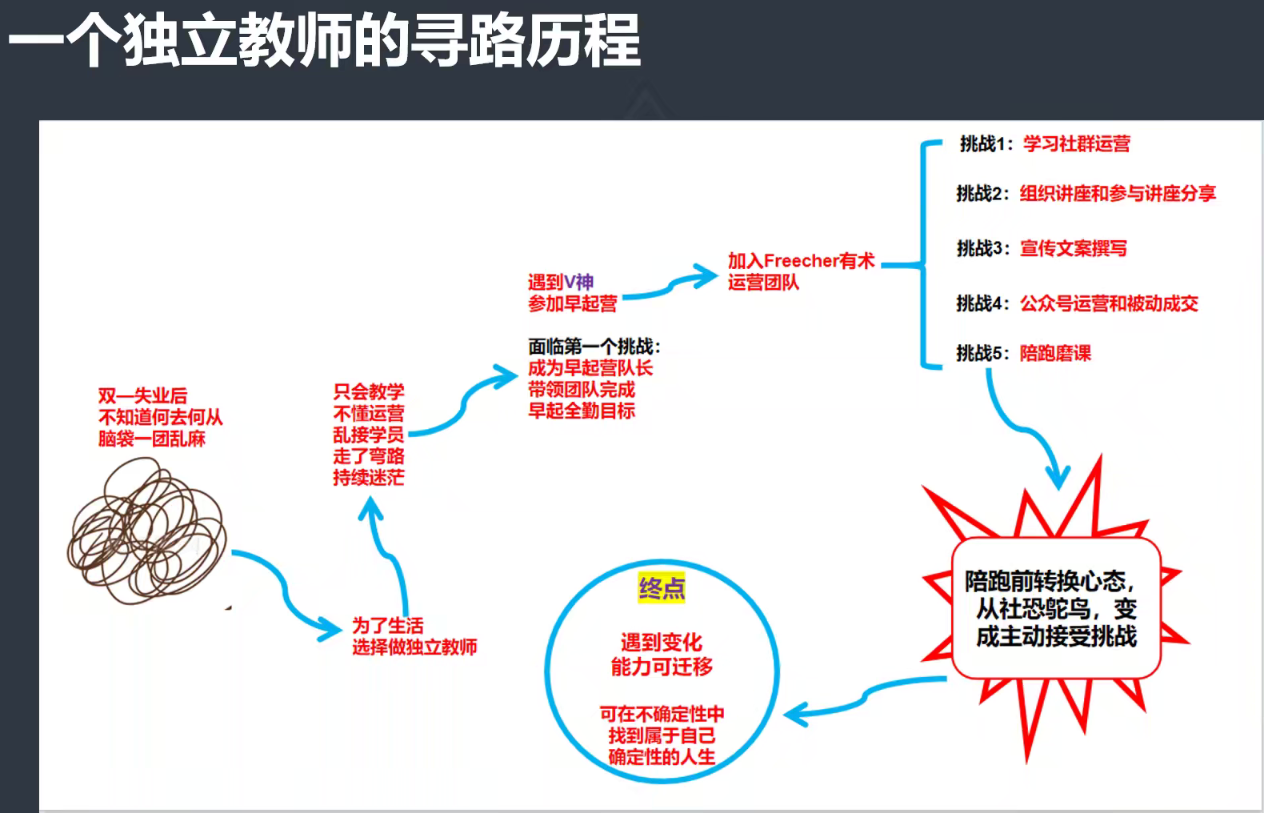 一个独立教师的寻路历程
双—失业后
不知道何去何从
脑袋一团乱麻
为了生活
选择做独立教师
只会教学
不懂运营
乱接学员
走了弯路
持续迷茫
遇到V神
参加早起营
面临第一个挑战：
成为早起营队长
带领团队完成
早起全勤目标
加入Freecher有术
运营团队
挑战1：学习社群运营
挑战2：组织讲座和参与讲座分享
挑战3：宣传文案撰写
挑战4：公众号运营和被动成交
挑战5：陪跑磨课
陪跑前转换心态，
从社恐鸵鸟，变
成主动接受挑战
终点
遇到变化
能力可迁移
可在不确定性中
找到属于自己
确定性的人生